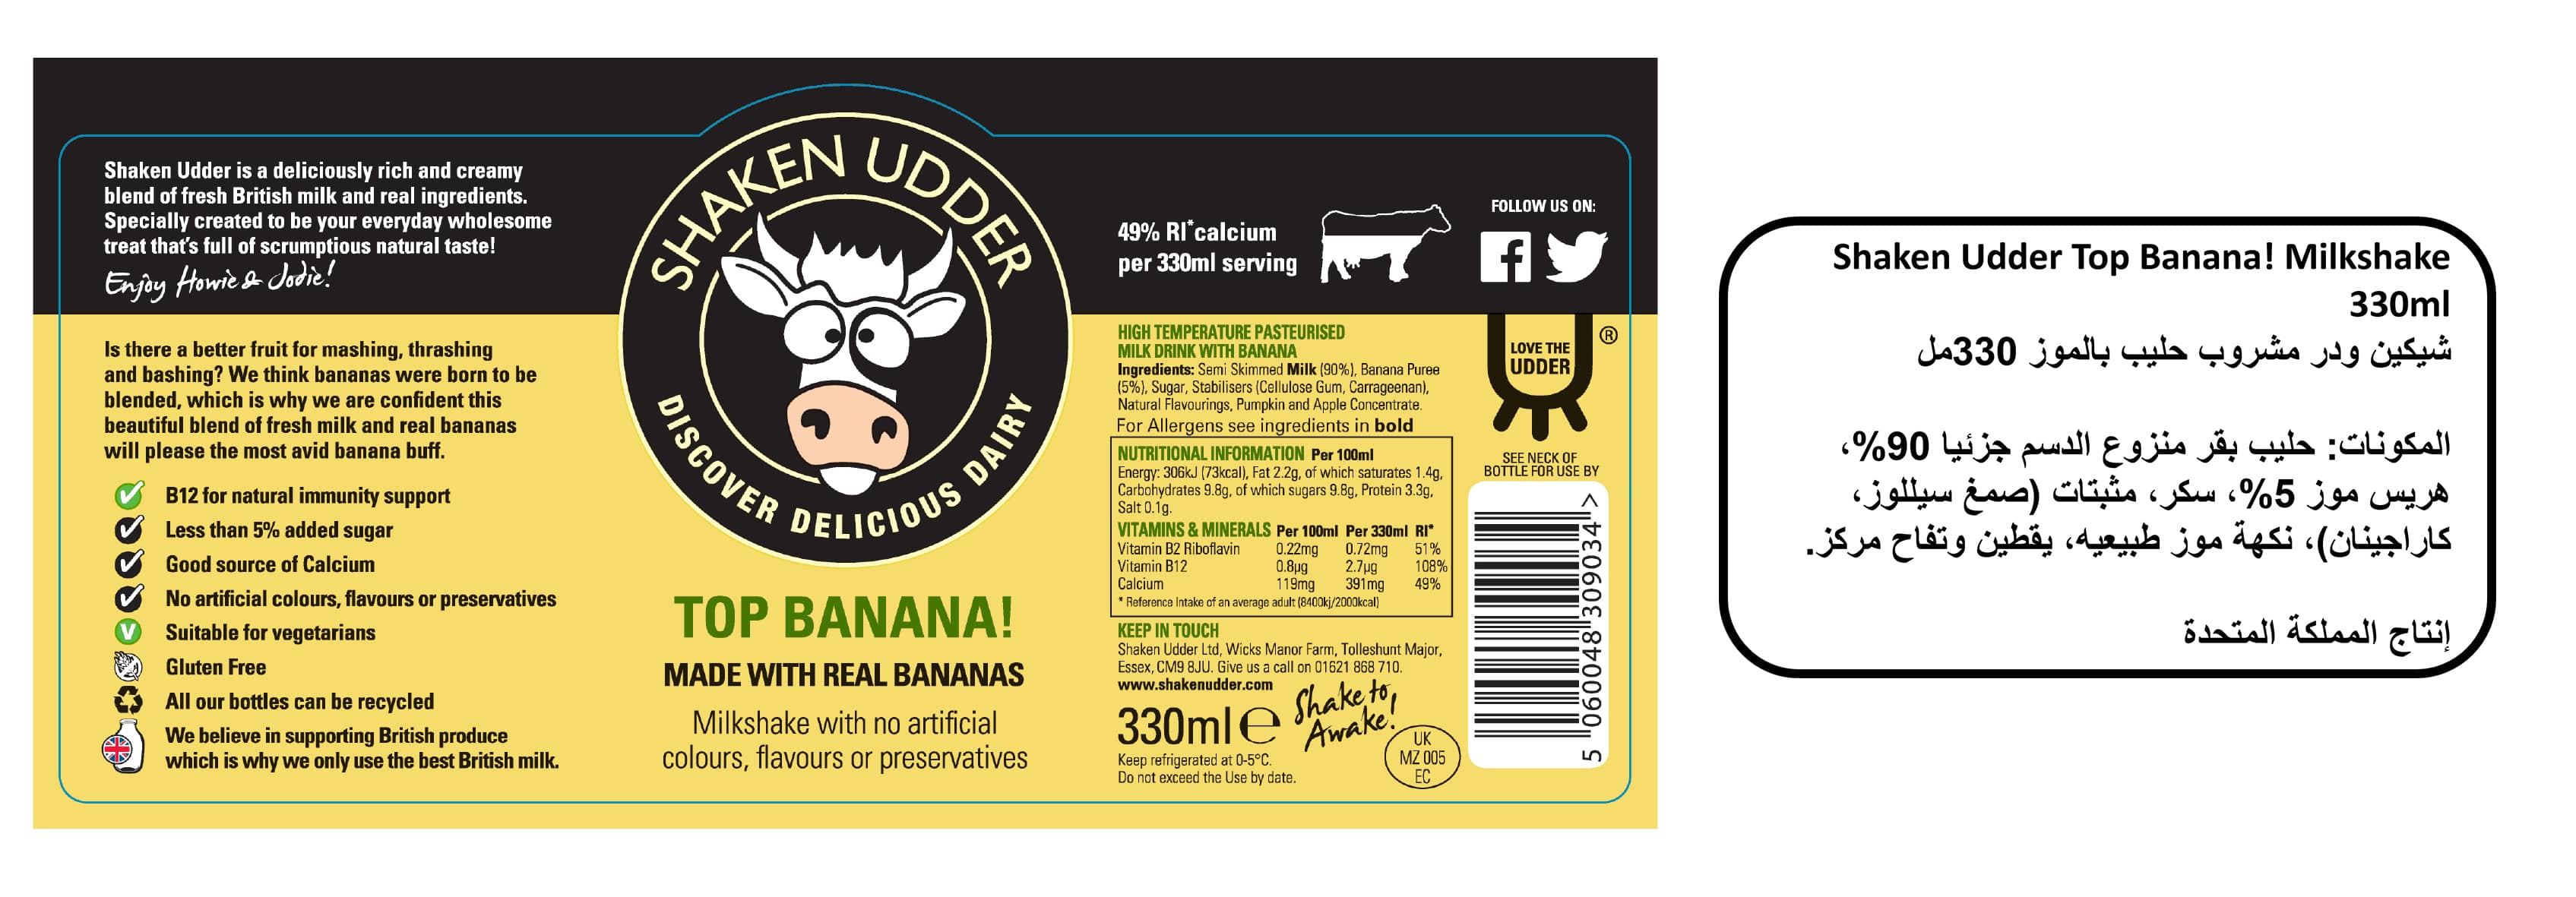 Shaken Udder is a deliciously rich and creamy
blend of fresh British milk and real ingredients.
Specially created to be your everyday wholesome
treat that's full of scrumptious natural taste!
Enjoy Howie & Jodie!
Is there a better fruit for mashing, thrashing
and bashing? We think bananas were born to be
blended, which is why we are confident this
beautiful blend of fresh milk and real bananas
will please the most avid banana buff.
B12 for natural immunity support
Less than 5% added sugar
Good source of Calcium
No artificial colours, flavours or preservatives
V Suitable for vegetarians
Gluten Free
All our bottles can be recycled
We believe in supporting British produce
which is why we only use the best British milk.
SHAKEN UDDER
DISCOVER DELICIOUS DAIRY
TOP BANANA!
MADE WITH REAL BANANAS
Milkshake with no artificial
colours, flavours or preservatives
49% RI*calcium
per 330ml serving
FOLLOW US ON:
HIGH TEMPERATURE PASTEURISED
MILK DRINK WITH BANANA
Ingredients: Semi Skimmed Milk (90%), Banana Puree
(5%), Sugar, Stabilisers (Cellulose Gum, Carrageenan),
Natural Flavourings, Pumpkin and Apple Concentrate.
For Allergens see ingredients in bold
NUTRITIONAL INFORMATION Per 100ml
Energy: 306kJ (73kcal), Fat 2.2g, of which saturates 1.4g,
Carbohydrates 9.8g, of which sugars 9.8g, Protein 3.3g,
Salt 0.1g.
VITAMINS & MINERALS Per 100ml Per 330ml RI*
Vitamin B2 Riboflavin 0.22mg 0.72mg 51%
Vitamin B12 0.8µg 2.7µg 108%
Calcium 119mg 391mg 49%
* Reference Intake of an average adult (8400kj/2000kcal)
KEEP IN TOUCH
Shaken Udder Ltd, Wicks Manor Farm, Tolleshunt Major,
Essex, CM9 8JU. Give us a call on 01621 868 710.
www.shakenudder.com
Shake to
Awake!
330ml e
Keep refrigerated at 0-5°C.
Do not exceed the Use by date.
UK
MZ 005
EC
LOVE THE
UDDER
®
SEE NECK OF
BOTTLE FOR USE BY
5 060048 309034 >
Shaken Udder Top Banana! Milkshake
330ml
شيكين ودر مشروب حليب بالموز 330مل
المكونات: حليب بقر منزوع الدسم جزئيا 90%،
هريس موز 5%، سكر، مثبتات (صمغ سيللوز،
كاراجينان)، نكهة موز طبيعيه، يقطين وتفاح مركز.
إنتاج المملكة المتحدة